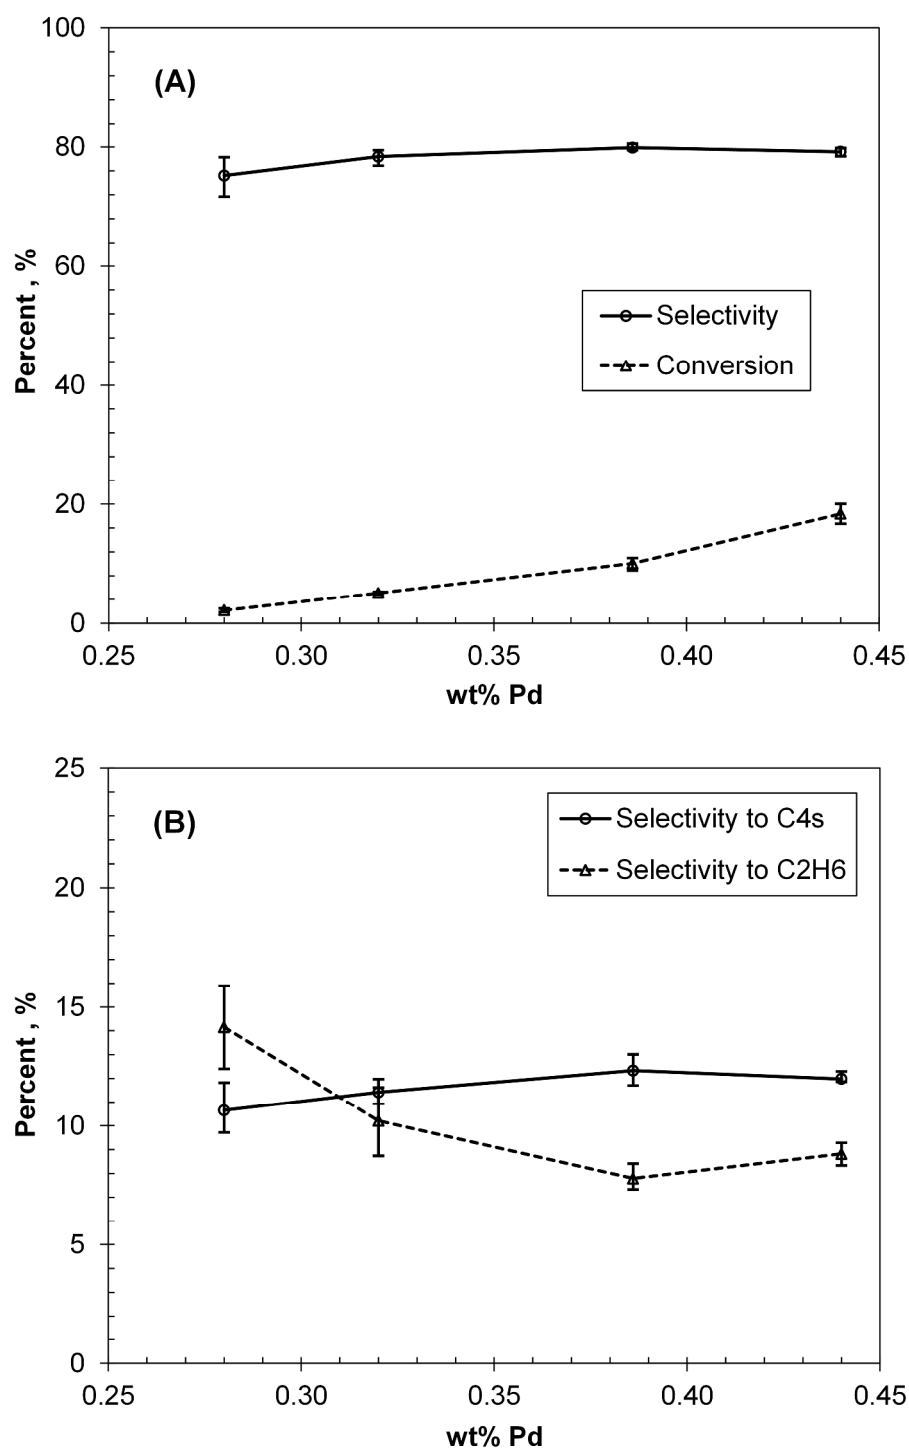 100
80
60
40
20
0
Percent , %
(A)
Selectivity
Conversion
0.25 0.30 0.35 0.40 0.45
wt% Pd
25
20
15
10
5
0
Percent , %
(B)
Selectivity to C4s
Selectivity to C2H6
0.25 0.30 0.35 0.40 0.45
wt% Pd